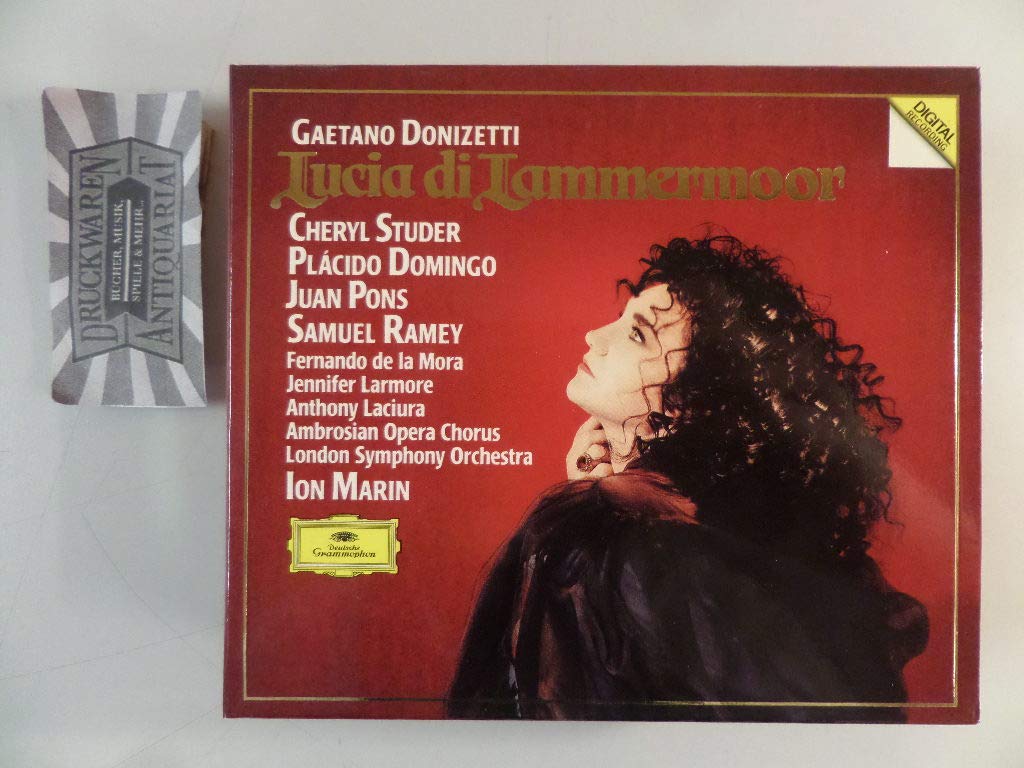 DRUCKWAREN
BÜCHER, MUSIK,
SPIELE & MEHR...
ANTIQUARIAT
GAETANO DONIZETTI
Lucia di Lammermoor
CHERYL STUDER
PLÁCIDO DOMINGO
JUAN PONS
SAMUEL RAMEY
Fernando de la Mora
Jennifer Larmore
Anthony Laciura
Ambrosian Opera Chorus
London Symphony Orchestra
ION MARIN
Deutsche
Grammophon
DIGITAL
RECORDING